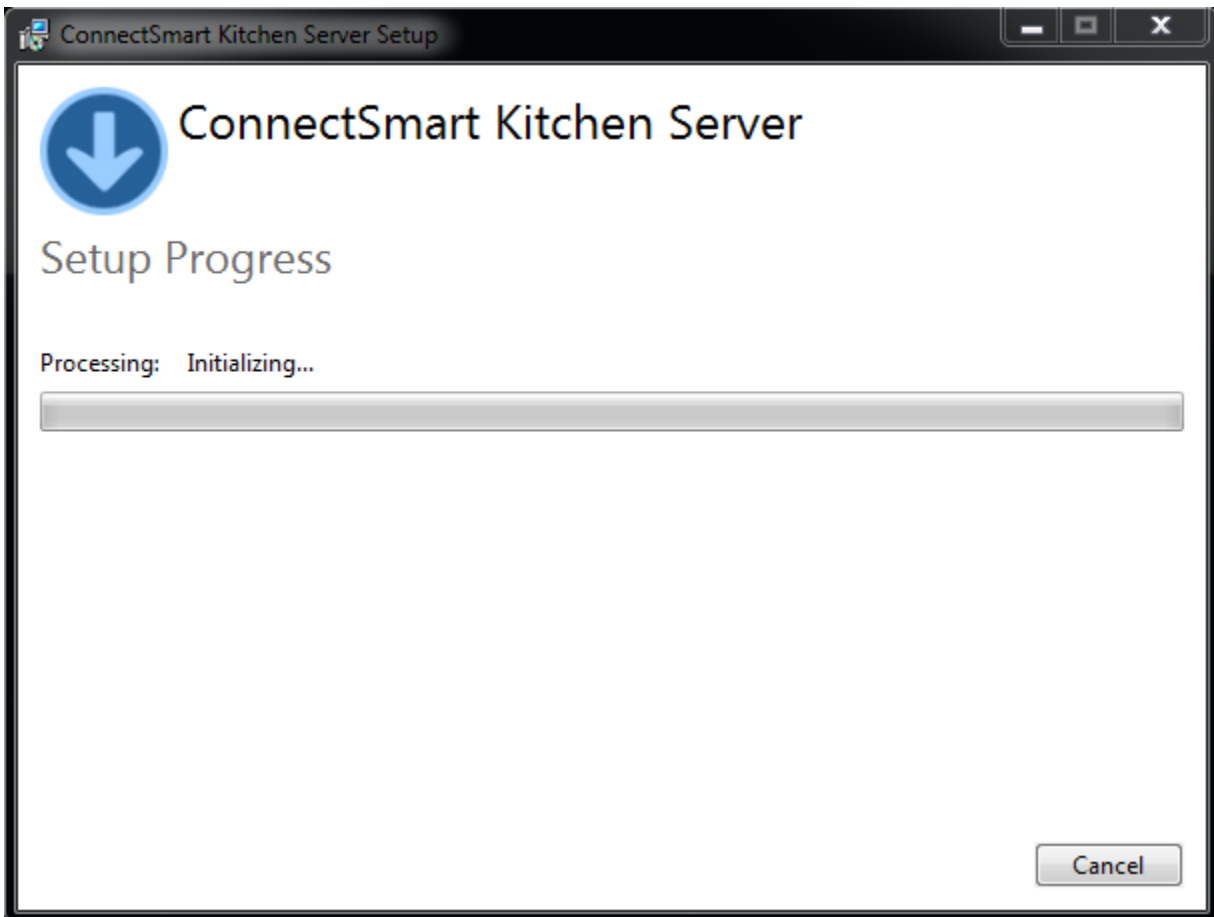 ConnectSmart Kitchen Server Setup
ConnectSmart Kitchen Server
Setup Progress
Processing: Initializing...
Cancel